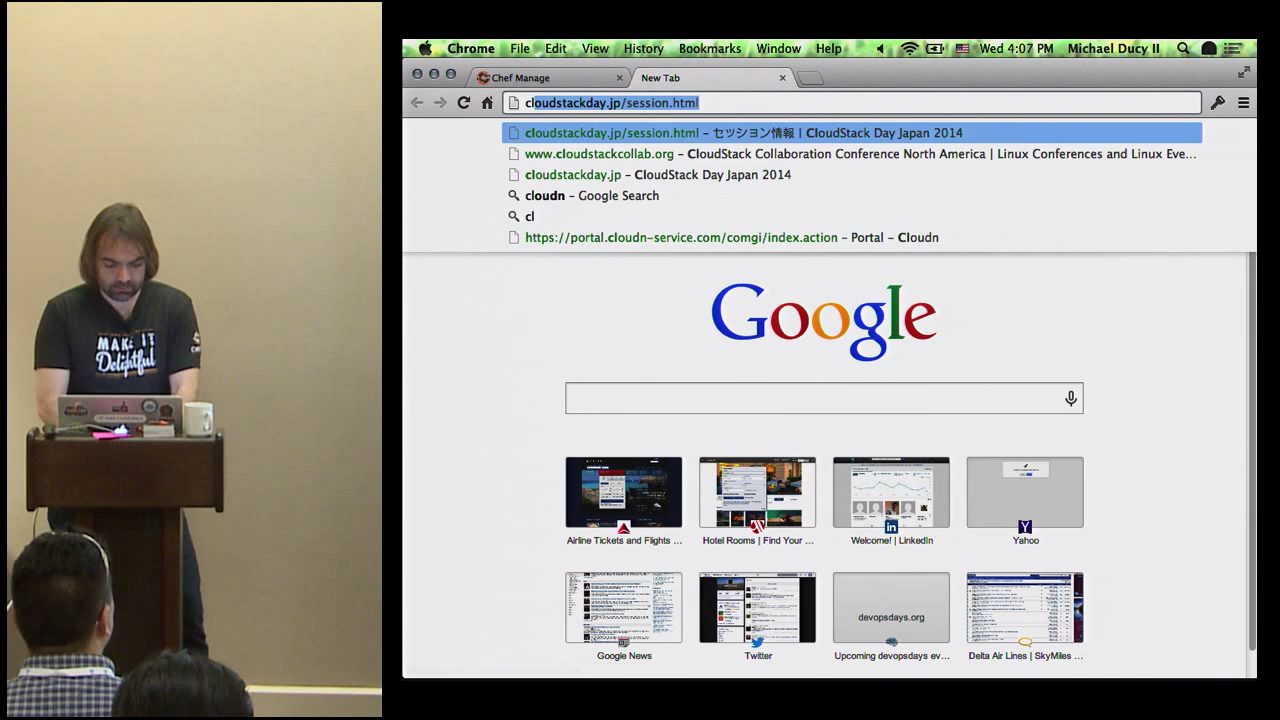 Chrome File Edit View History Bookmarks Window Help Wed 4:07 PM Michael Ducy II
Chef Manage
New Tab
cloudstackday.jp/session.html
cloudstackday.jp/session.html – セッション情報 | CloudStack Day Japan 2014
www.cloudstackcollab.org – CloudStack Collaboration Conference North America | Linux Conferences and Linux Eve...
cloudstackday.jp – CloudStack Day Japan 2014
cloudn – Google Search
cl
https://portal.cloudn-service.com/comgi/index.action – Portal – Cloudn
Google
Airline Tickets and Flights ...
Hotel Rooms | Find Your ...
Welcome! | LinkedIn
Yahoo
devopsdays.org
Google News
Twitter
Upcoming devopsdays ev...
Delta Air Lines | SkyMiles ...
MAKE IT
Delightful